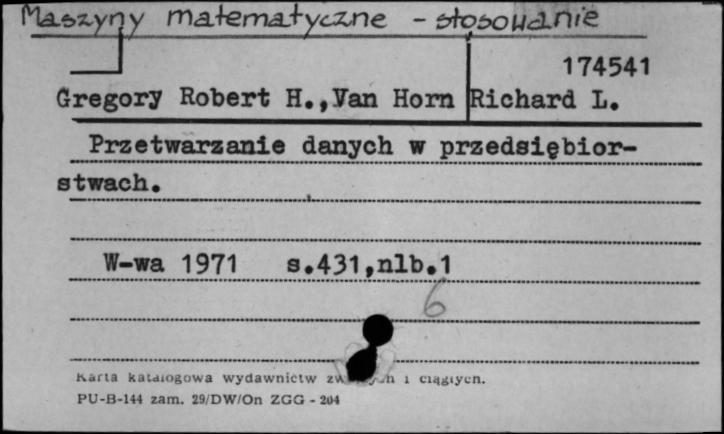 Maszyny matematyczne - stosowanie
174541
Gregory Robert H.,Van Horn Richard L.
Przetwarzanie danych w przedsiębior-
stwach.
W-wa 1971 s.431,nlb.1
6
Karta katalogowa wydawnictw i ciągłych.
PU-B-144 zam. 29/DW/On ZGG - 204